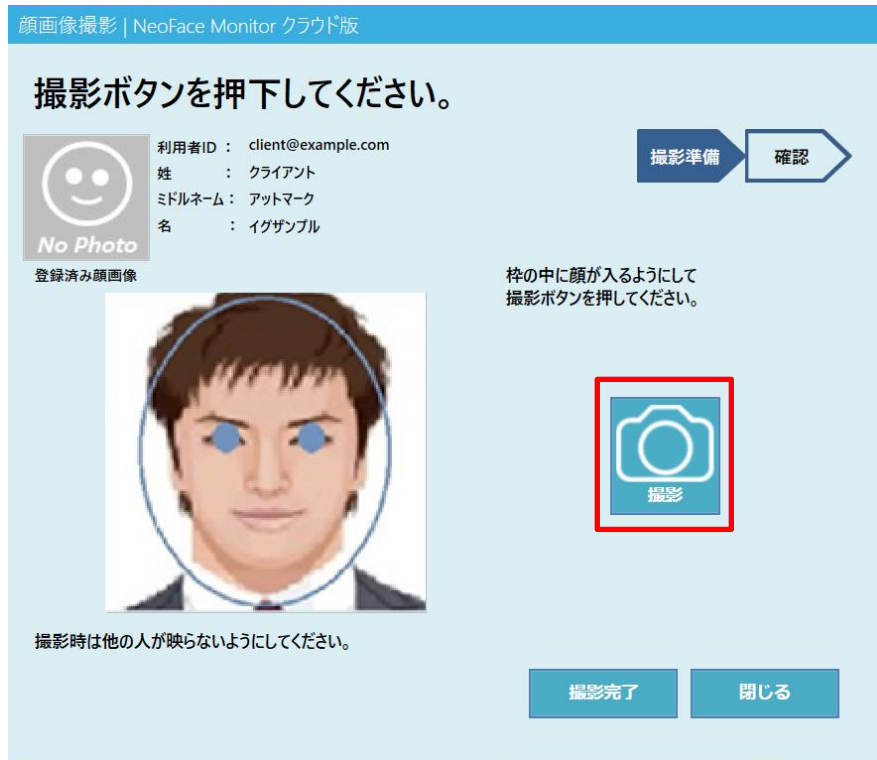 顔画像撮影 | NeoFace Monitor クラウド版
撮影ボタンを押下してください。
利用者ID : client@example.com
姓 : クライアント
ミドルネーム : アットマーク
名 : イグザンプル
No Photo
登録済み顔画像
撮影準備
確認
枠の中に顔が入るようにして
撮影ボタンを押してください。
撮影
撮影時は他の人が映らないようにしてください。
撮影完了
閉じる